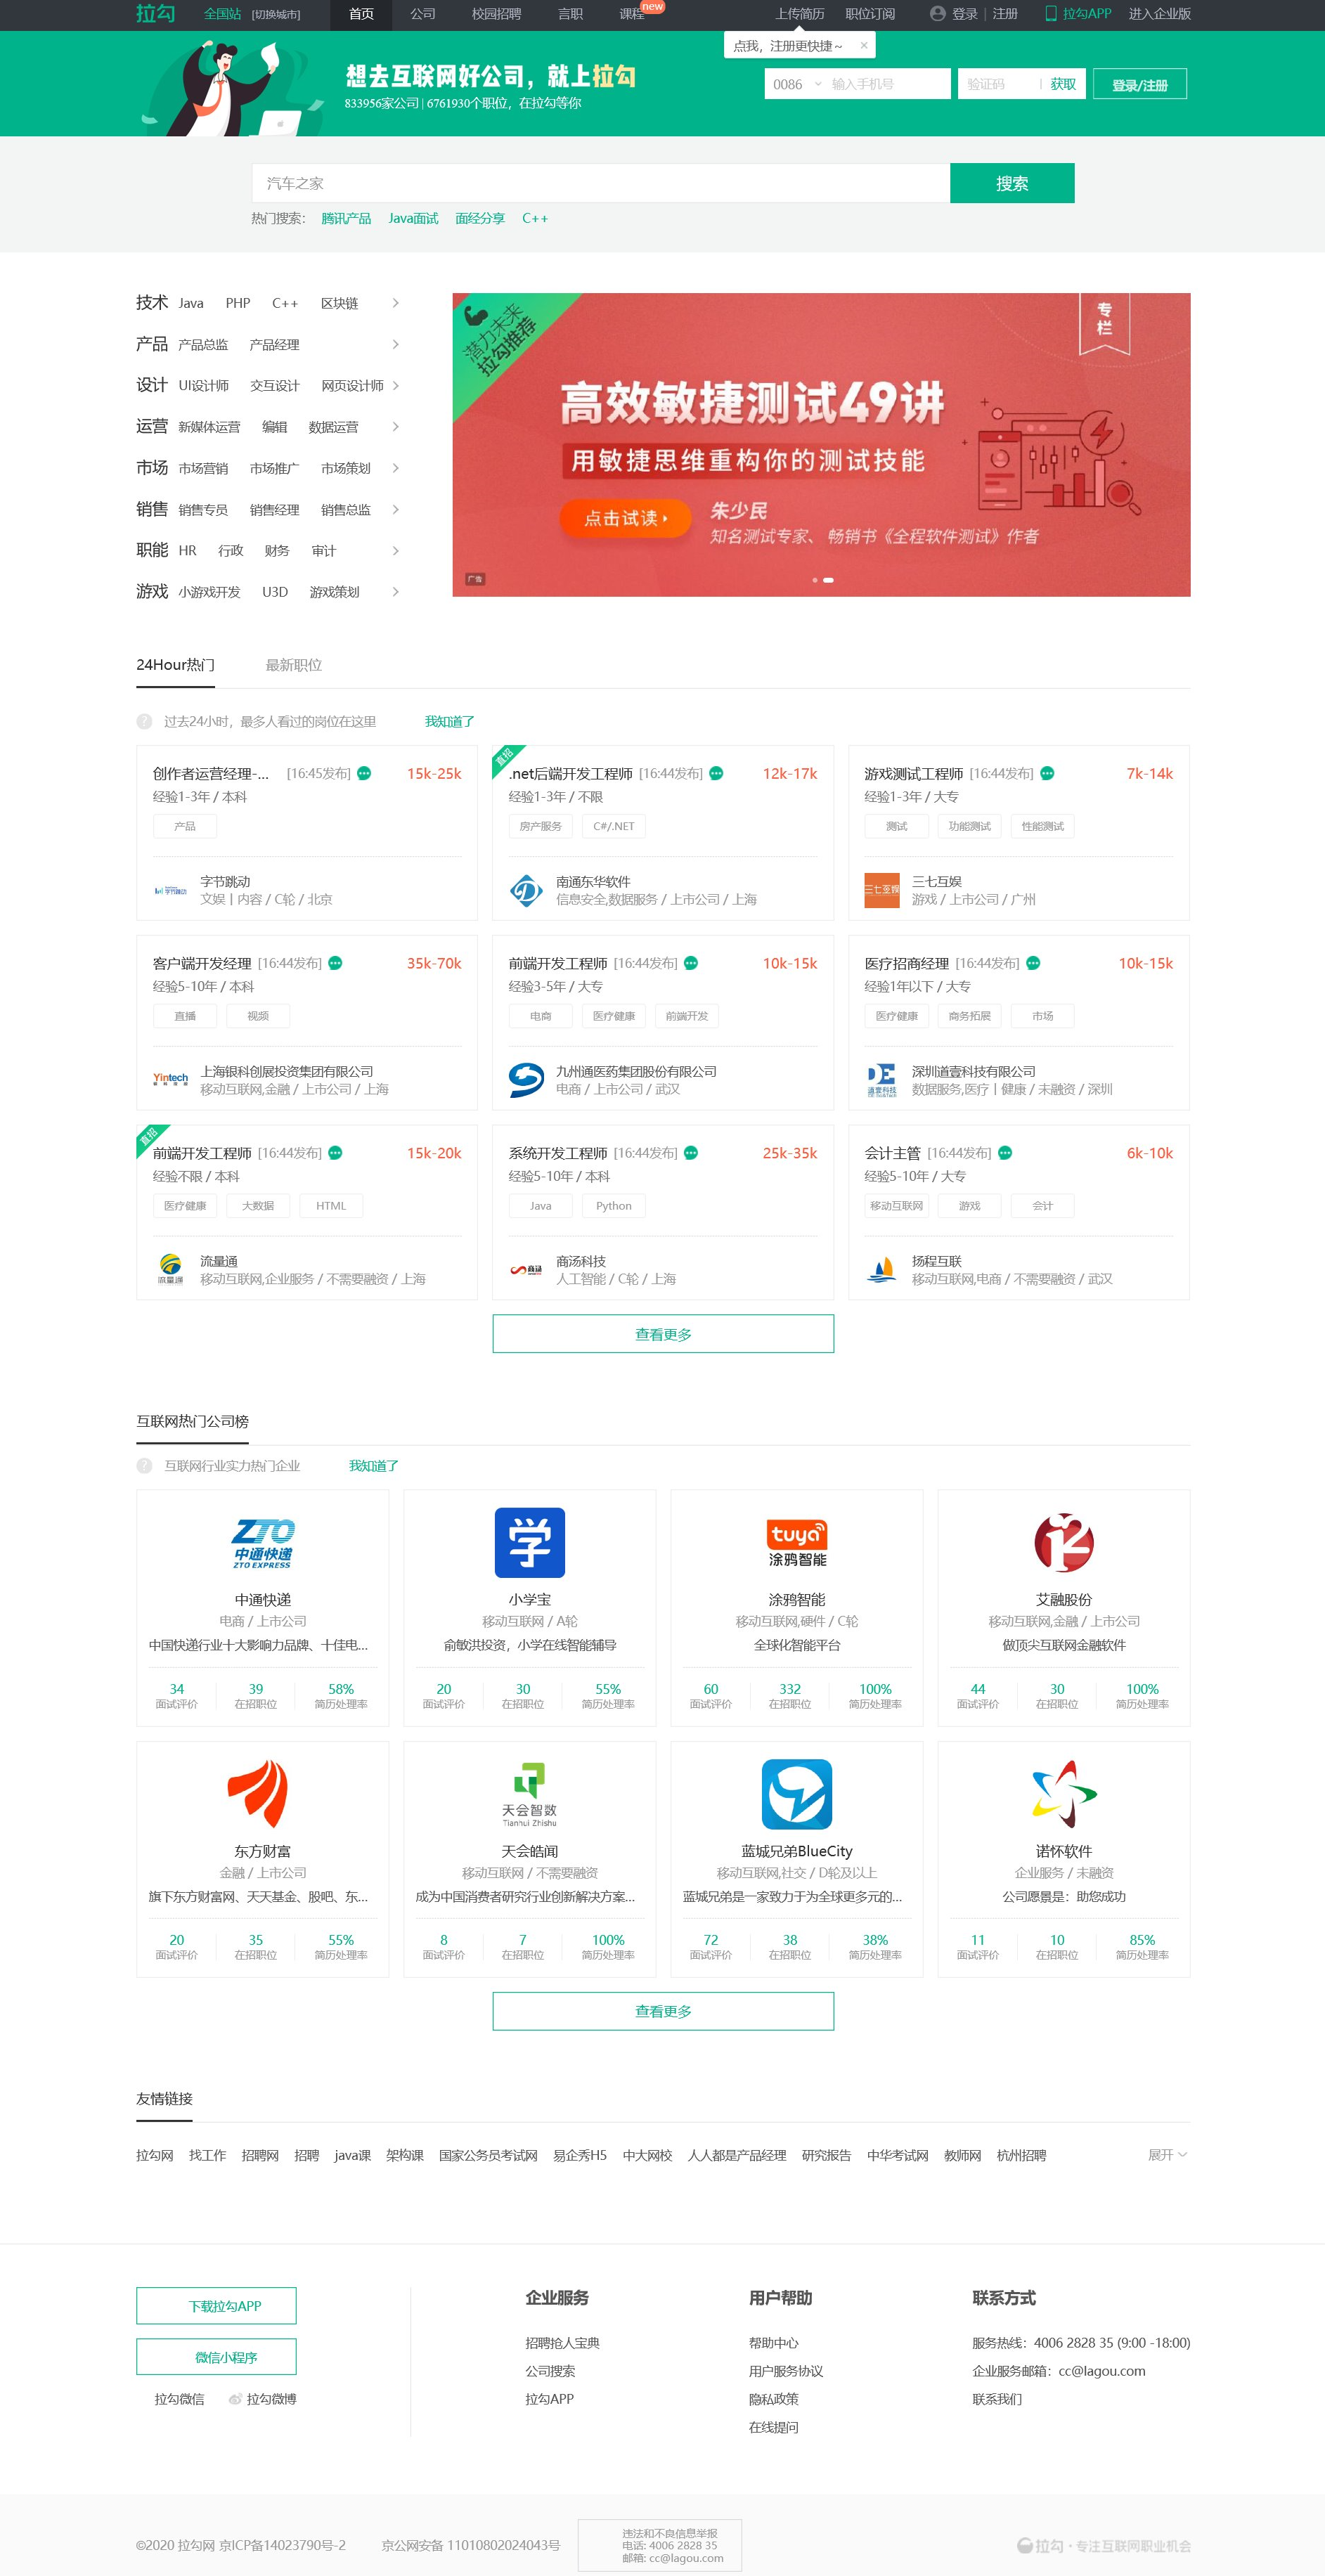 拉勾 全国站 [切换城市] 首页 公司 校园招聘 言职 课程 new 上传简历 职位订阅 登录 | 注册 拉勾APP 进入企业版
点我，注册更快捷～ ×
想去互联网好公司，就上拉勾
833956家公司 | 6761930个职位，在拉勾等你
0086 输入手机号 验证码 | 获取 登录/注册
汽车之家 搜索
热门搜索： 腾讯产品 Java面试 面经分享 C++
技术 Java PHP C++ 区块链
产品 产品总监 产品经理
设计 UI设计师 交互设计 网页设计师
运营 新媒体运营 编辑 数据运营
市场 市场营销 市场推广 市场策划
销售 销售专员 销售经理 销售总监
职能 HR 行政 财务 审计
游戏 小游戏开发 U3D 游戏策划
潜力未来
拉勾推荐
专栏
高效敏捷测试49讲
用敏捷思维重构你的测试技能
点击试读
朱少民
知名测试专家、畅销书《全程软件测试》作者
广告
24Hour热门 最新职位
? 过去24小时，最多人看过的岗位在这里 我知道了
创作者运营经理-... [16:45发布] 15k-25k
经验1-3年 / 本科
产品
字节跳动
字节跳动
文娱丨内容 / C轮 / 北京
直招
.net后端开发工程师 [16:44发布] 12k-17k
经验1-3年 / 不限
房产服务 C#/.NET
南通东华软件
信息安全,数据服务 / 上市公司 / 上海
游戏测试工程师 [16:44发布] 7k-14k
经验1-3年 / 大专
测试 功能测试 性能测试
三七互娱
三七互娱
游戏 / 上市公司 / 广州
客户端开发经理 [16:44发布] 35k-70k
经验5-10年 / 本科
直播 视频
Yintech
银科控股
上海银科创展投资集团有限公司
移动互联网,金融 / 上市公司 / 上海
前端开发工程师 [16:44发布] 10k-15k
经验3-5年 / 大专
电商 医疗健康 前端开发
九州通医药集团股份有限公司
电商 / 上市公司 / 武汉
医疗招商经理 [16:44发布] 10k-15k
经验1年以下 / 大专
医疗健康 商务拓展 市场
道壹科技
深圳道壹科技有限公司
数据服务,医疗丨健康 / 未融资 / 深圳
直招
前端开发工程师 [16:44发布] 15k-20k
经验不限 / 本科
医疗健康 大数据 HTML
流量通
流量通
移动互联网,企业服务 / 不需要融资 / 上海
系统开发工程师 [16:44发布] 25k-35k
经验5-10年 / 本科
Java Python
商汤
商汤科技
人工智能 / C轮 / 上海
会计主管 [16:44发布] 6k-10k
经验5-10年 / 大专
移动互联网 游戏 会计
扬程互联
移动互联网,电商 / 不需要融资 / 武汉
查看更多
互联网热门公司榜
? 互联网行业实力热门企业 我知道了
ZTO
中通快递
ZTO EXPRESS
中通快递
电商 / 上市公司
中国快递行业十大影响力品牌、十佳电...
34 39 58%
面试评价 在招职位 简历处理率
学
小学宝
移动互联网 / A轮
俞敏洪投资，小学在线智能辅导
20 30 55%
面试评价 在招职位 简历处理率
tuya
涂鸦智能
涂鸦智能
移动互联网,硬件 / C轮
全球化智能平台
60 332 100%
面试评价 在招职位 简历处理率
艾融股份
移动互联网,金融 / 上市公司
做顶尖互联网金融软件
44 30 100%
面试评价 在招职位 简历处理率
东方财富
金融 / 上市公司
旗下东方财富网、天天基金、股吧、东...
20 35 55%
面试评价 在招职位 简历处理率
天会智数
Tianhui Zhishu
天会皓闻
移动互联网 / 不需要融资
成为中国消费者研究行业创新解决方案...
8 7 100%
面试评价 在招职位 简历处理率
蓝城兄弟BlueCity
移动互联网,社交 / D轮及以上
蓝城兄弟是一家致力于为全球更多元的...
72 38 38%
面试评价 在招职位 简历处理率
诺怀软件
企业服务 / 未融资
公司愿景是：助您成功
11 10 85%
面试评价 在招职位 简历处理率
查看更多
友情链接
拉勾网 找工作 招聘网 招聘 java课 架构课 国家公务员考试网 易企秀H5 中大网校 人人都是产品经理 研究报告 中华考试网 教师网 杭州招聘 展开
下载拉勾APP
微信小程序
拉勾微信 拉勾微博
企业服务
招聘抢人宝典
公司搜索
拉勾APP
用户帮助
帮助中心
用户服务协议
隐私政策
在线提问
联系方式
服务热线：4006 2828 35 (9:00 -18:00)
企业服务邮箱：cc@lagou.com
联系我们
©2020 拉勾网 京ICP备14023790号-2 京公网安备 11010802024043号
违法和不良信息举报
电话: 4006 2828 35
邮箱: cc@lagou.com
拉勾·专注互联网职业机会